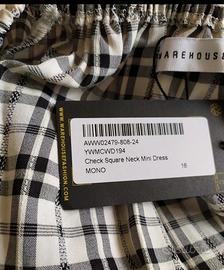 WAREHOUSE
WWW.WAREHOUSEFASHION.COM
AWW02479-808-24
YWMCWD194
Check Square Neck Mini Dress
MONO
16